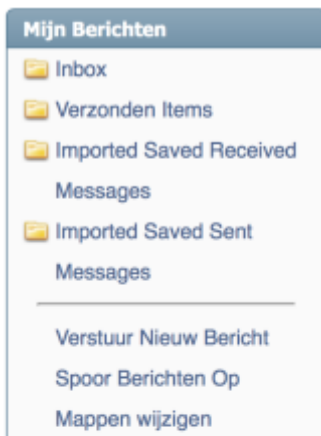 Mijn Berichten
Inbox
Verzonden Items
Imported Saved Received
Messages
Imported Saved Sent
Messages
Verstuur Nieuw Bericht
Spoor Berichten Op
Mappen wijzigen